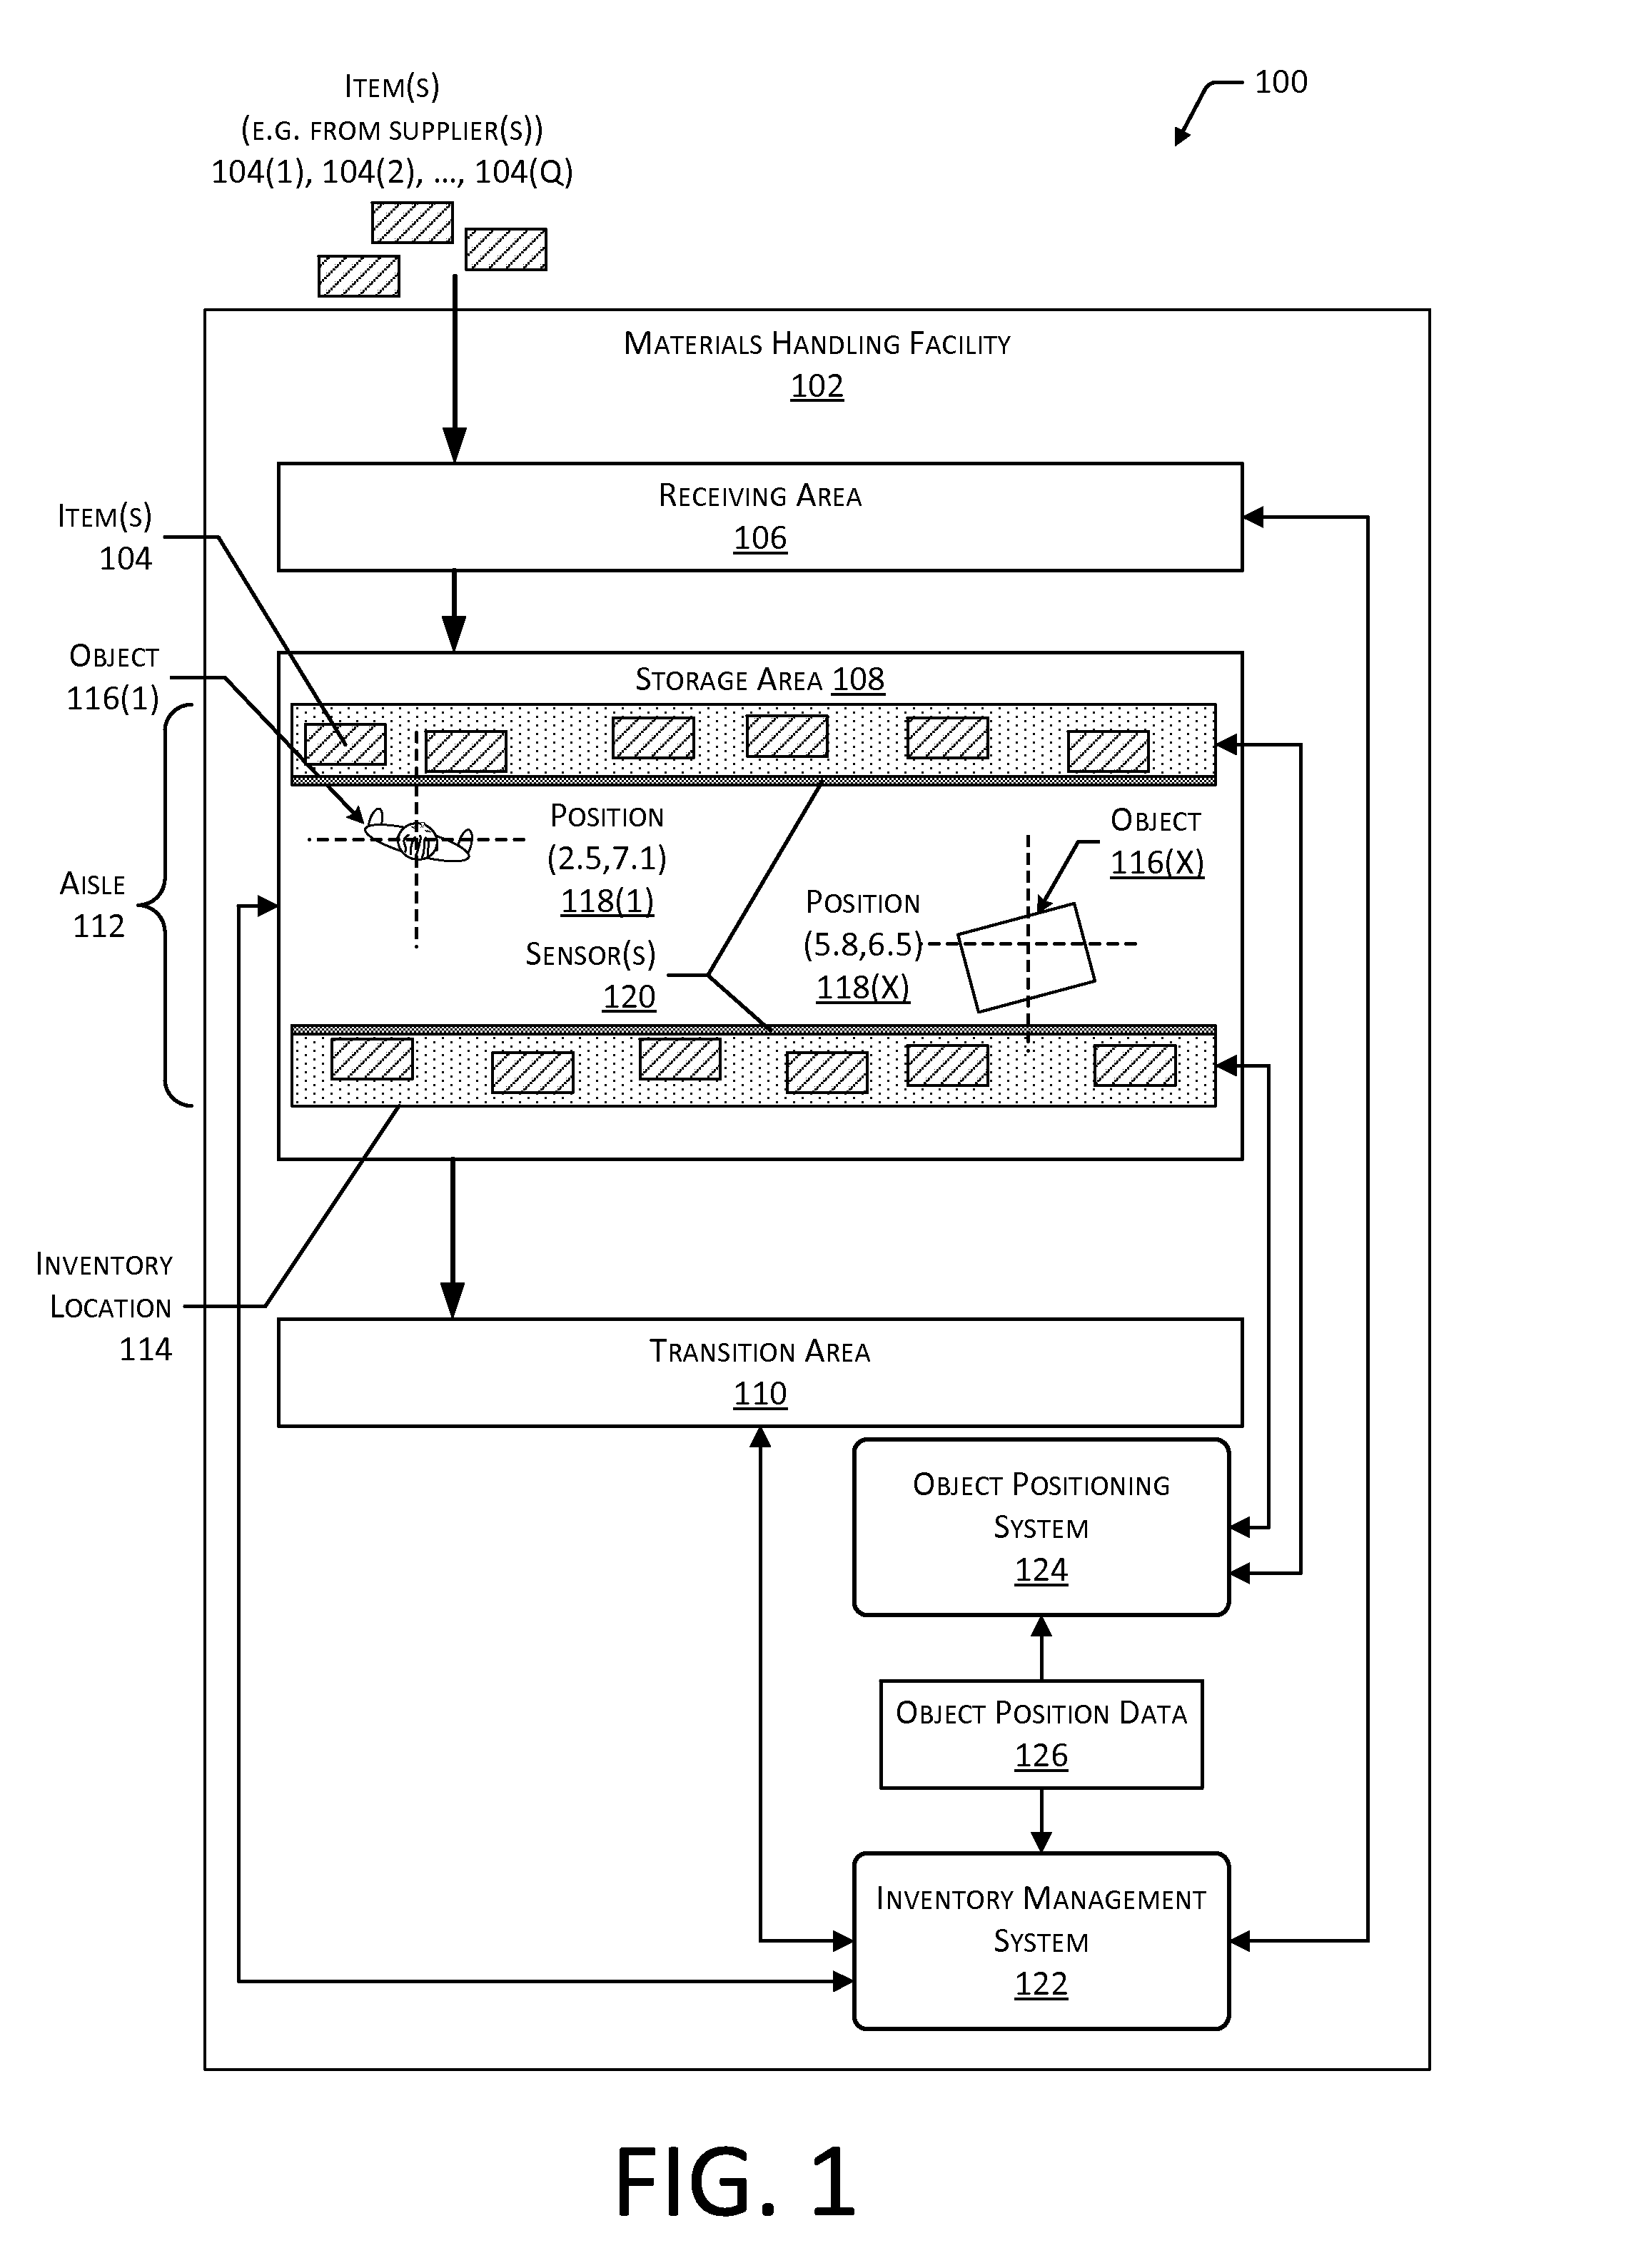 100
Item(s)
(e.g. from supplier(s))
104(1), 104(2), …, 104(Q)
Materials Handling Facility
102
Receiving Area
106
Item(s)
104
Object
116(1)
Storage Area 108
Position
(2.5,7.1)
118(1)
Object
116(X)
Aisle
112
Position
(5.8,6.5)
118(X)
Sensor(s)
120
Inventory
Location
114
Transition Area
110
Object Positioning
System
124
Object Position Data
126
Inventory Management
System
122
FIG. 1